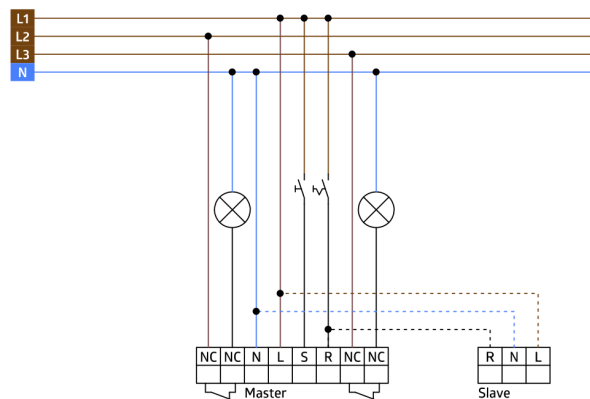 L1
L2
L3
N
NC NC N L S R NC NC
R N L
Master
Slave